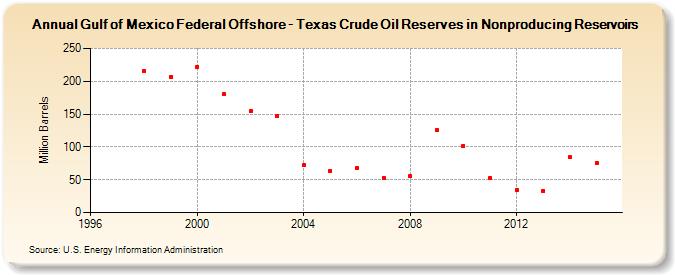 Annual Gulf of Mexico Federal Offshore - Texas Crude Oil Reserves in Nonproducing Reservoirs
Million Barrels
250
200
150
100
50
0
1996 2000 2004 2008 2012
Source: U.S. Energy Information Administration